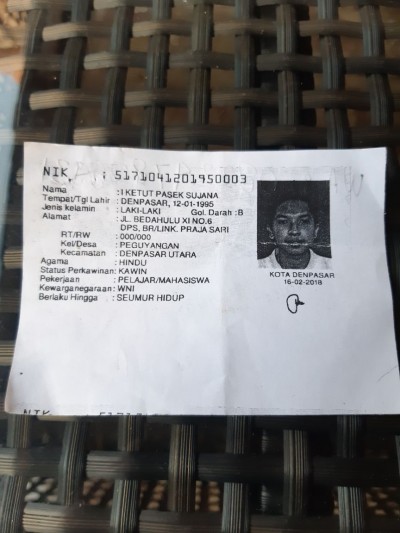 NIK. : 5171041201950003
Nama : I KETUT PASEK SUJANA
Tempat/Tgl Lahir : DENPASAR, 12-01-1995
Jenis kelamin : LAKI-LAKI Gol. Darah :B
Alamat : JL. BEDAHULU XI NO.6
DPS, BR/LINK. PRAJA SARI
RT/RW : 000/000
Kel/Desa : PEGUYANGAN
Kecamatan : DENPASAR UTARA
Agama : HINDU
Status Perkawinan: KAWIN
Pekerjaan : PELAJAR/MAHASISWA
Kewarganegaraan: WNI
Berlaku Hingga : SEUMUR HIDUP
KOTA DENPASAR
16-02-2018